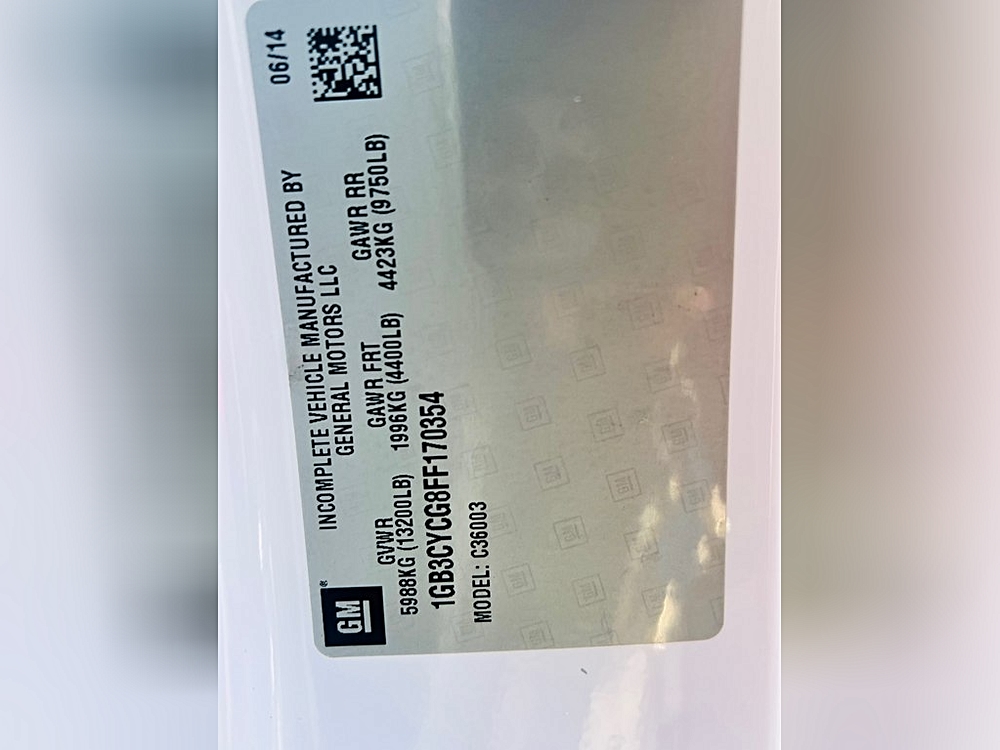 06/14
INCOMPLETE VEHICLE MANUFACTURED BY
GENERAL MOTORS LLC
GM®
GVWR GAWR FRT GAWR RR
5988KG (13200LB) 1996KG (4400LB) 4423KG (9750LB)
1GB3CYCG8FF170354
MODEL: C36003